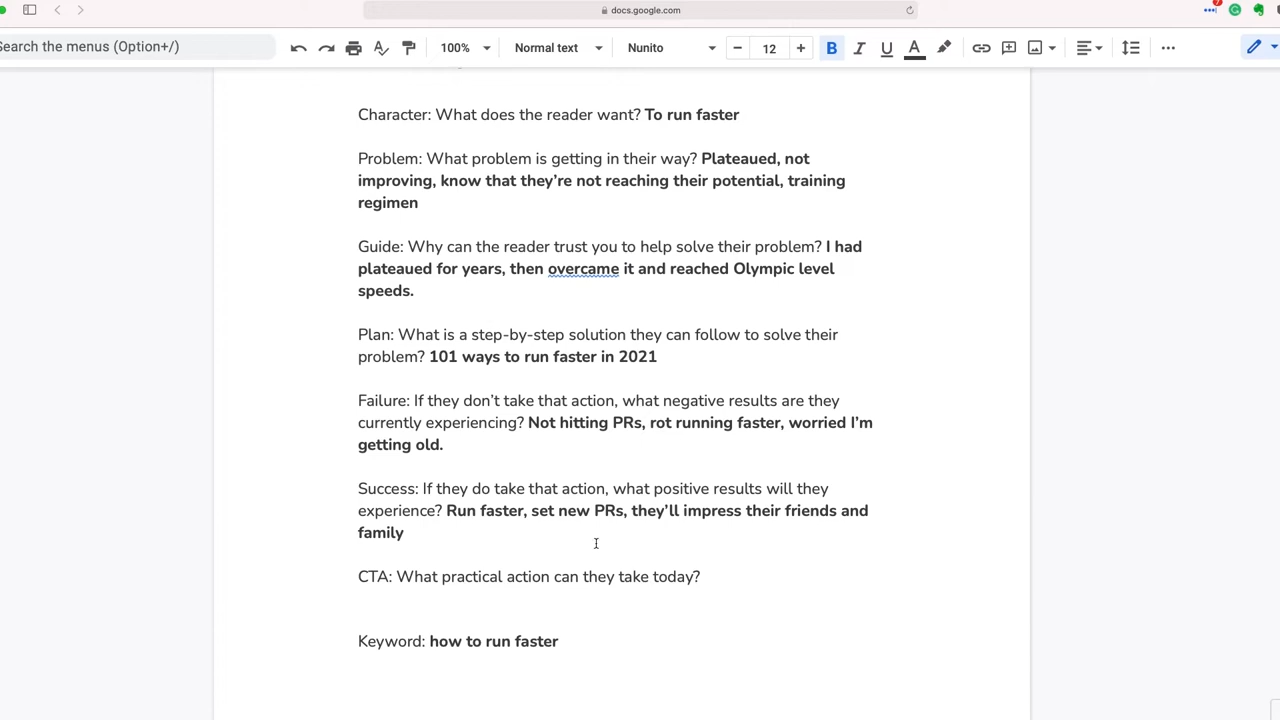 docs.google.com
7
Search the menus (Option+/)
100%
Normal text
Nunito
12
B
I
U
A
Character: What does the reader want? To run faster
Problem: What problem is getting in their way? Plateaued, not
improving, know that they’re not reaching their potential, training
regimen
Guide: Why can the reader trust you to help solve their problem? I had
plateaued for years, then overcame it and reached Olympic level
speeds.
Plan: What is a step-by-step solution they can follow to solve their
problem? 101 ways to run faster in 2021
Failure: If they don’t take that action, what negative results are they
currently experiencing? Not hitting PRs, rot running faster, worried I’m
getting old.
Success: If they do take that action, what positive results will they
experience? Run faster, set new PRs, they’ll impress their friends and
family
CTA: What practical action can they take today?
Keyword: how to run faster